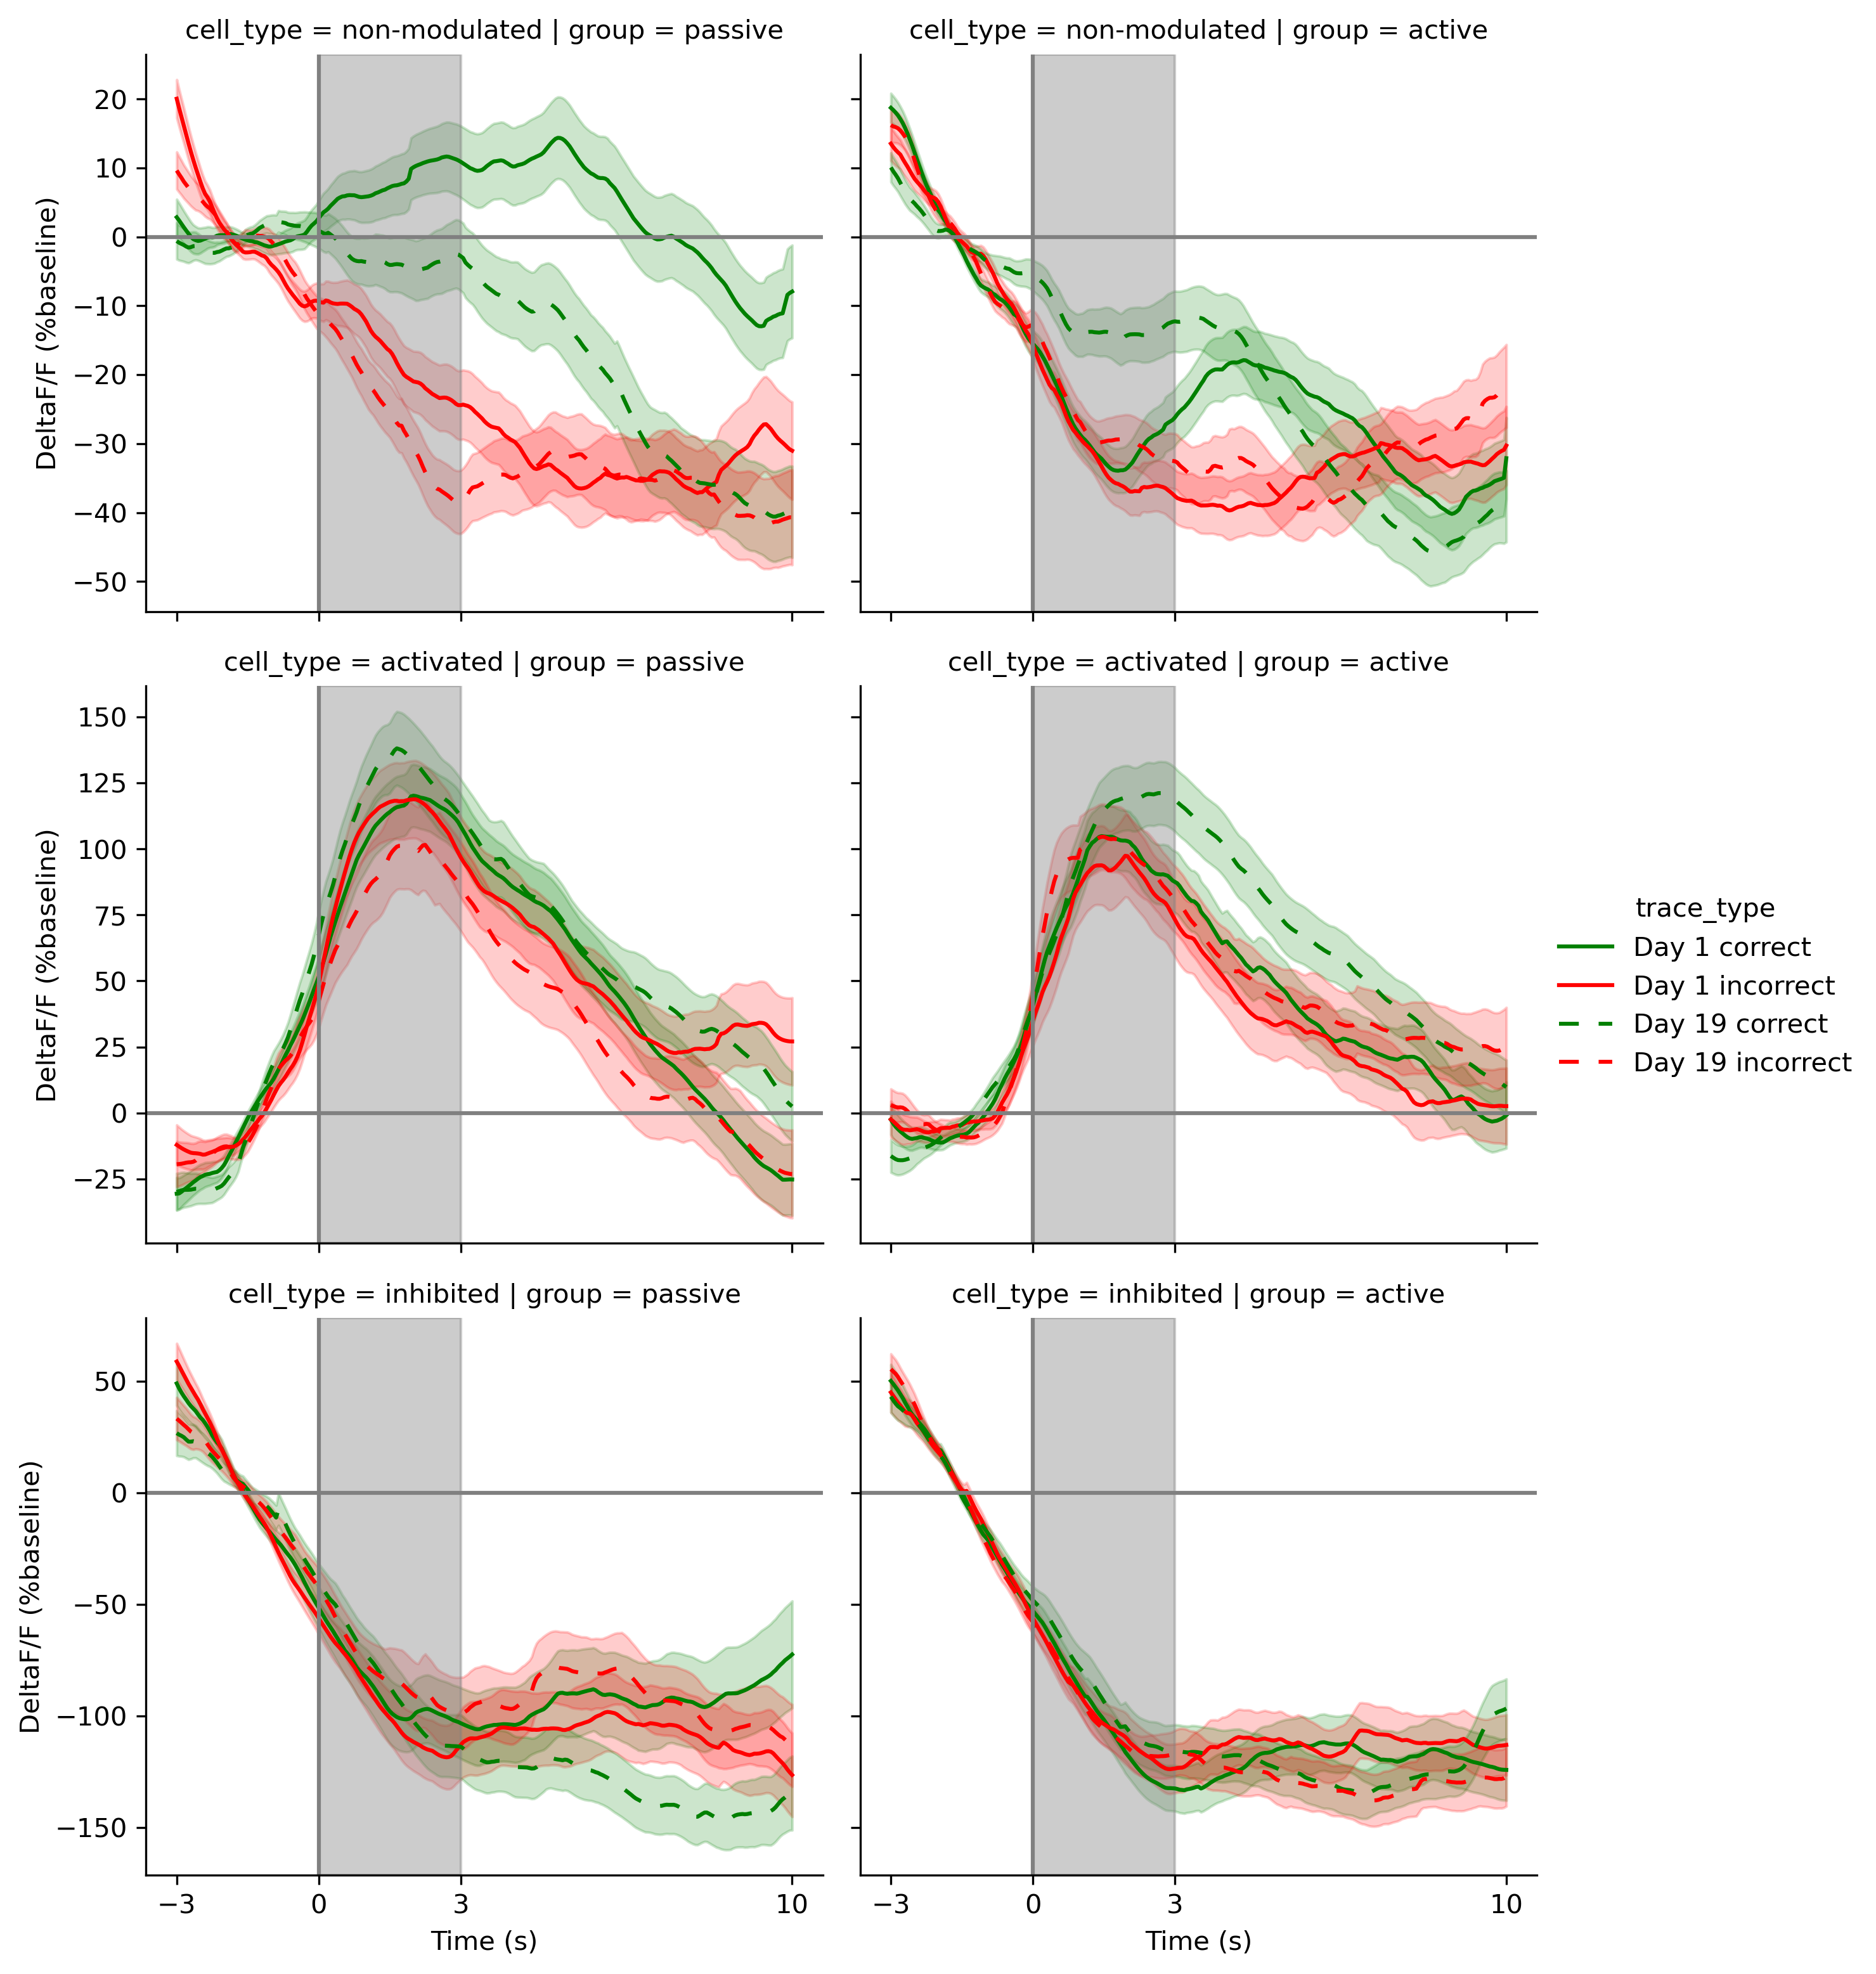 cell_type = non-modulated | group = passive
cell_type = non-modulated | group = active
DeltaF/F (%baseline)
20
10
0
−10
−20
−30
−40
−50
cell_type = activated | group = passive
cell_type = activated | group = active
DeltaF/F (%baseline)
150
125
100
75
50
25
0
−25
trace_type
Day 1 correct
Day 1 incorrect
Day 19 correct
Day 19 incorrect
cell_type = inhibited | group = passive
cell_type = inhibited | group = active
DeltaF/F (%baseline)
50
0
−50
−100
−150
−3 0 3 10
−3 0 3 10
Time (s)
Time (s)